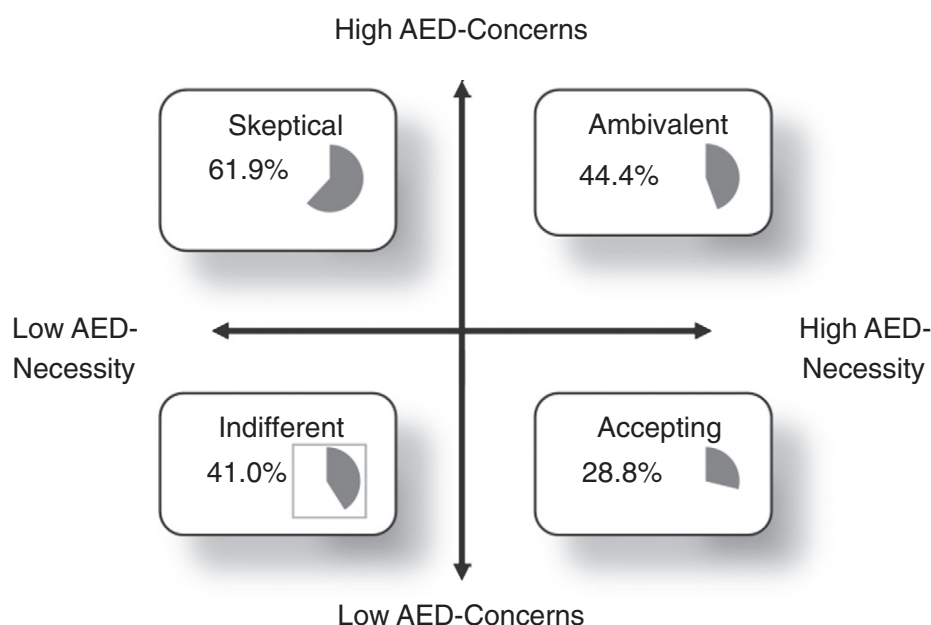 High AED-Concerns
Skeptical
61.9%
Ambivalent
44.4%
Low AED-
Necessity
High AED-
Necessity
Indifferent
41.0%
Accepting
28.8%
Low AED-Concerns